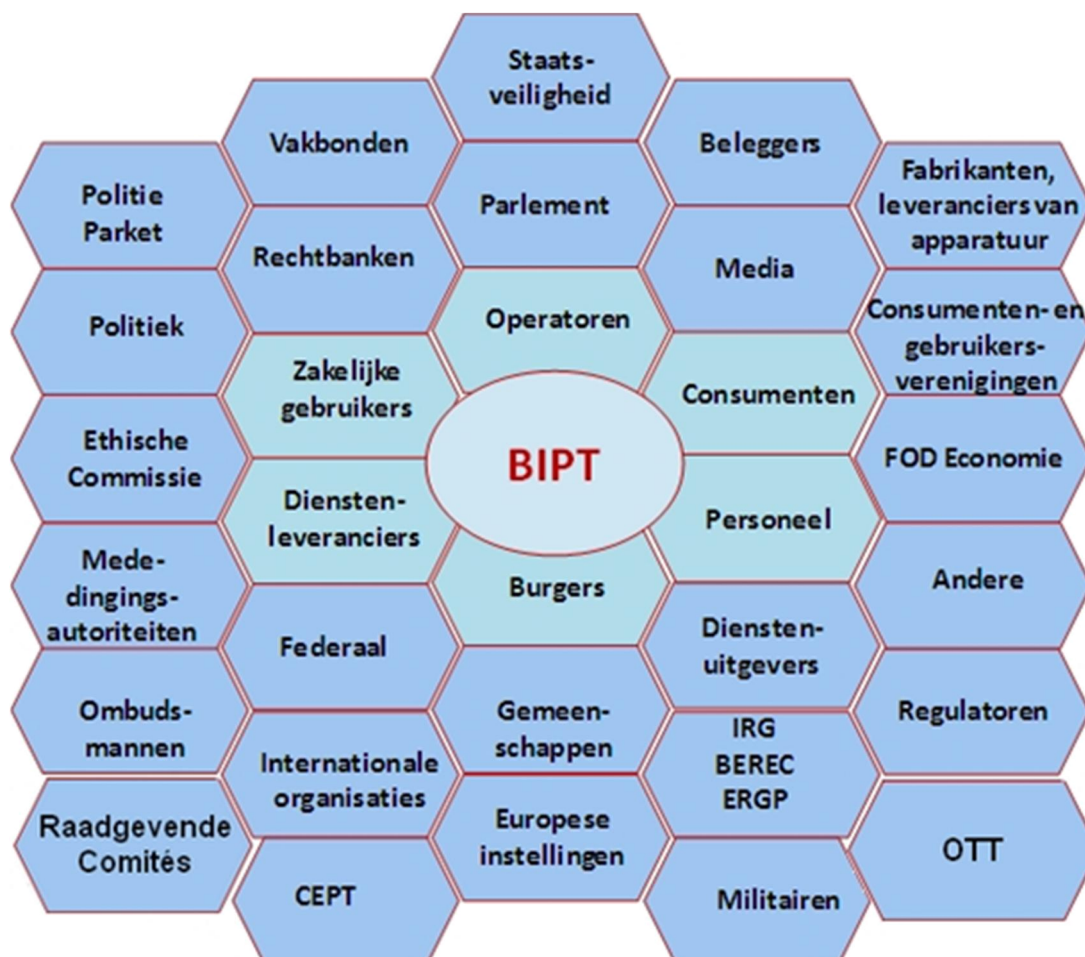 Staats-
veiligheid
Vakbonden
Beleggers
Politie
Parket
Parlement
Fabrikanten,
leveranciers van
apparatuur
Rechtbanken
Media
Politiek
Operatoren
Consumenten- en
gebruikers-
verenigingen
Zakelijke
gebruikers
Consumenten
Ethische
Commissie
BIPT
FOD Economie
Diensten-
leveranciers
Personeel
Mede-
dingings-
autoriteiten
Burgers
Andere
Federaal
Diensten-
uitgevers
Ombuds-
mannen
Gemeen-
schappen
Regulatoren
Internationale
organisaties
IRG
BEREC
ERGP
Raadgevende
Comités
Europese
instellingen
OTT
CEPT
Militairen